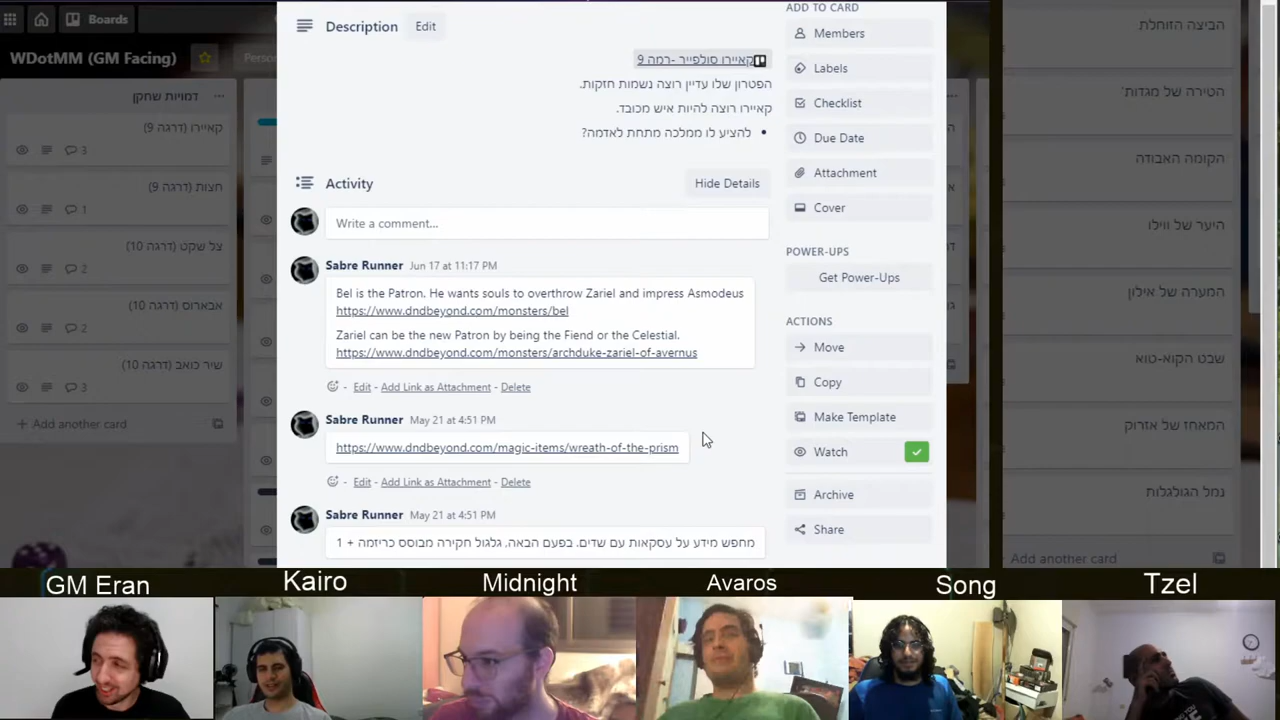 Boards
WDotMM (GM Facing)
Person
דמויות שחקן
קאיירו (דרגה 9)
3
חצות (דרגה 9)
1
צל שקט (דרגה 10)
2
אבארוס (דרגה 10)
2
שיר כואב (דרגה 10)
3
+ Add another card
Description
Edit
קאיירו סולפייר -רמה 9
הפטרון שלו עדיין רוצה נשמות חזקות.
קאיירו רוצה להיות איש מכובד.
• להציע לו ממלכה מתחת לאדמה?
Activity
Hide Details
Write a comment...
Sabre Runner Jun 17 at 11:17 PM
Bel is the Patron. He wants souls to overthrow Zariel and impress Asmodeus
https://www.dndbeyond.com/monsters/bel
Zariel can be the new Patron by being the Fiend or the Celestial.
https://www.dndbeyond.com/monsters/archduke-zariel-of-avernus
- Edit - Add Link as Attachment - Delete
Sabre Runner May 21 at 4:51 PM
https://www.dndbeyond.com/magic-items/wreath-of-the-prism
- Edit - Add Link as Attachment - Delete
Sabre Runner May 21 at 4:51 PM
מחפש מידע על עסקאות עם שדים. בפעם הבאה, גלגול חקירה מבוסס כריזמה + 1
ADD TO CARD
Members
Labels
Checklist
Due Date
Attachment
Cover
POWER-UPS
Get Power-Ups
ACTIONS
Move
Copy
Make Template
Watch
Archive
Share
הביצה הזוחלת
הטירה של מגדות'
הקומה האבודה
היער של ווילו
המערה של אילון
שבט הקוא-טוא
המאחז של אזרוק
נמל הגולגלות
Add another card
GM Eran
Kairo
Midnight
Avaros
Song
Tzel